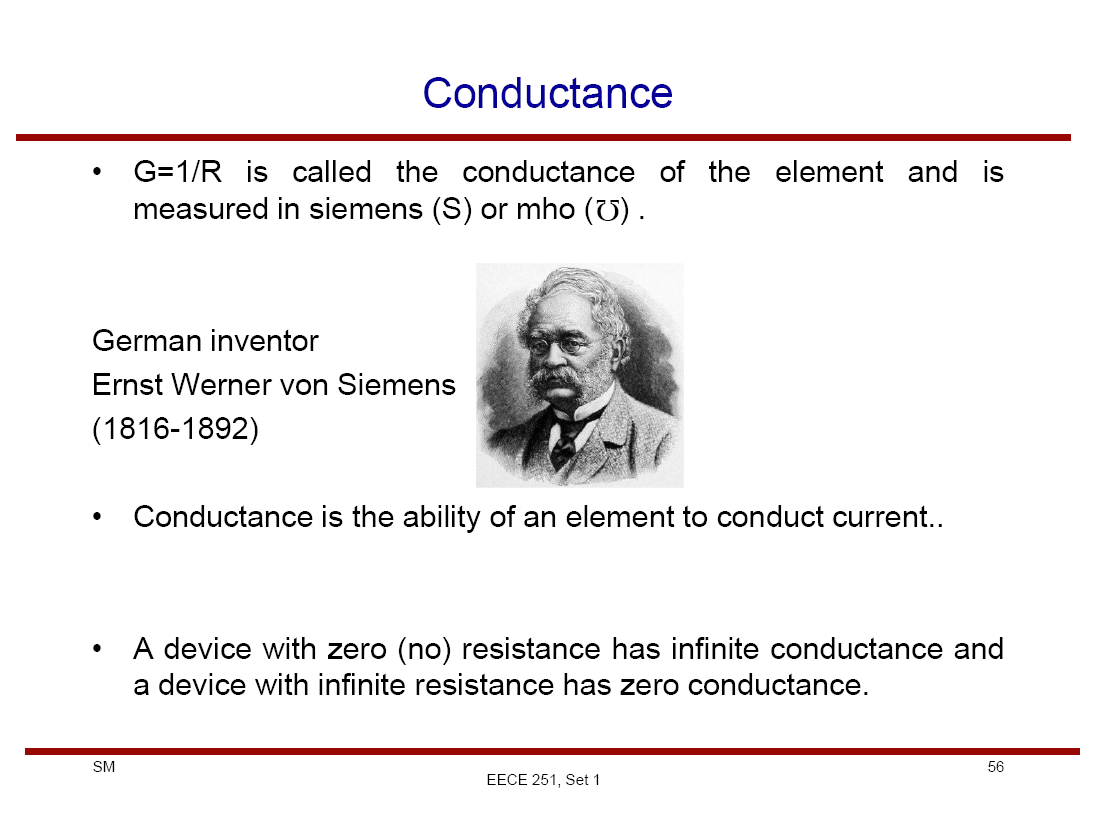 Conductance
• G=1/R is called the conductance of the element and is
measured in siemens (S) or mho (℧) .
German inventor
Ernst Werner von Siemens
(1816-1892)
• Conductance is the ability of an element to conduct current..
• A device with zero (no) resistance has infinite conductance and
a device with infinite resistance has zero conductance.
SM
56
EECE 251, Set 1